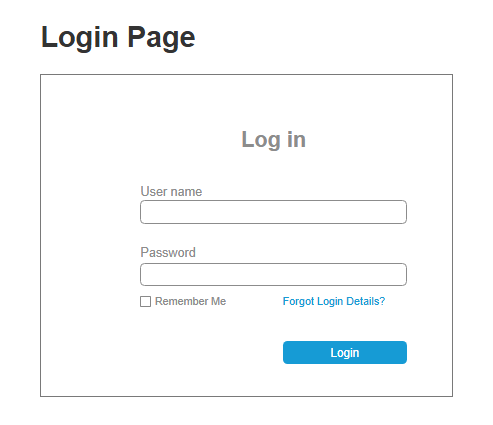 Login Page
Log in
User name
Password
Remember Me
Forgot Login Details?
Login